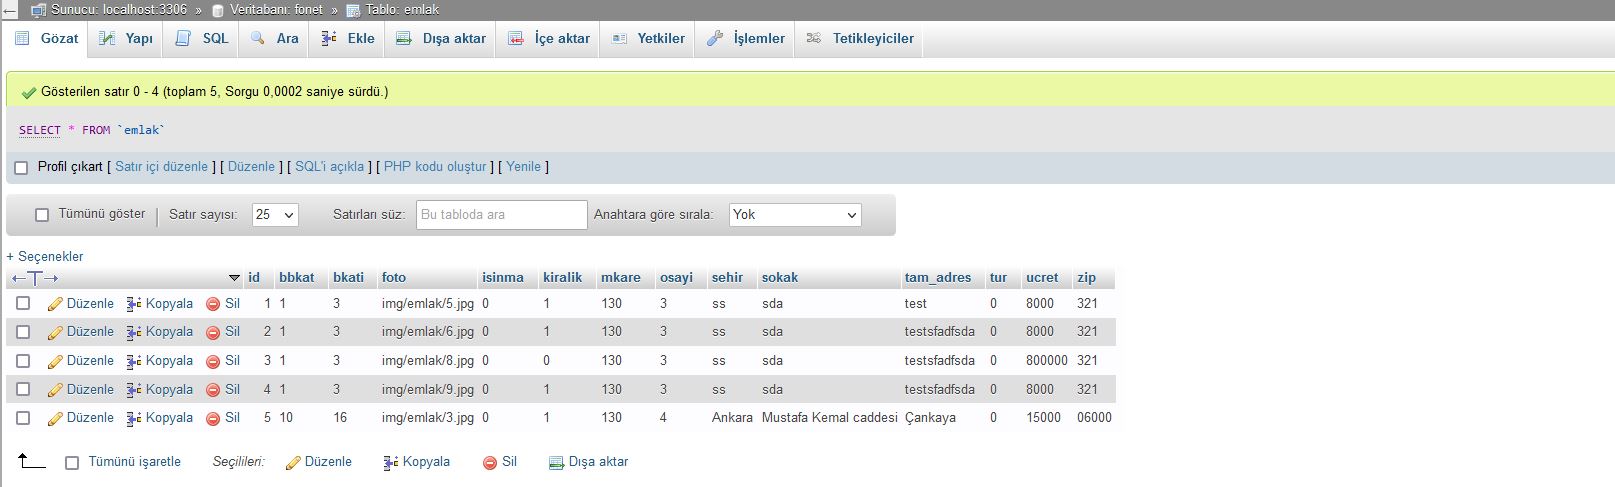 Sunucu: localhost:3306 » Veritabanı: fonet » Tablo: emlak
Gözat Yapı SQL Ara Ekle Dışa aktar İçe aktar Yetkiler İşlemler Tetikleyiciler
Gösterilen satır 0 - 4 (toplam 5, Sorgu 0,0002 saniye sürdü.)
SELECT * FROM `emlak`
Profil çıkart [ Satır içi düzenle ] [ Düzenle ] [ SQL'i açıkla ] [ PHP kodu oluştur ] [ Yenile ]
Tümünü göster Satır sayısı: 25 Satırları süz: Bu tabloda ara Anahtara göre sırala: Yok
+ Seçenekler
←T→ id bbkat bkati foto isinma kiralik mkare osayi sehir sokak tam_adres tur ucret zip
Düzenle Kopyala Sil 1 1 3 img/emlak/5.jpg 0 1 130 3 ss sda test 0 8000 321
Düzenle Kopyala Sil 2 1 3 img/emlak/6.jpg 0 1 130 3 ss sda testsfadfsda 0 8000 321
Düzenle Kopyala Sil 3 1 3 img/emlak/8.jpg 0 0 130 3 ss sda testsfadfsda 0 800000 321
Düzenle Kopyala Sil 4 1 3 img/emlak/9.jpg 0 1 130 3 ss sda testsfadfsda 0 8000 321
Düzenle Kopyala Sil 5 10 16 img/emlak/3.jpg 0 1 130 4 Ankara Mustafa Kemal caddesi Çankaya 0 15000 06000
Tümünü işaretle Seçilileri: Düzenle Kopyala Sil Dışa aktar